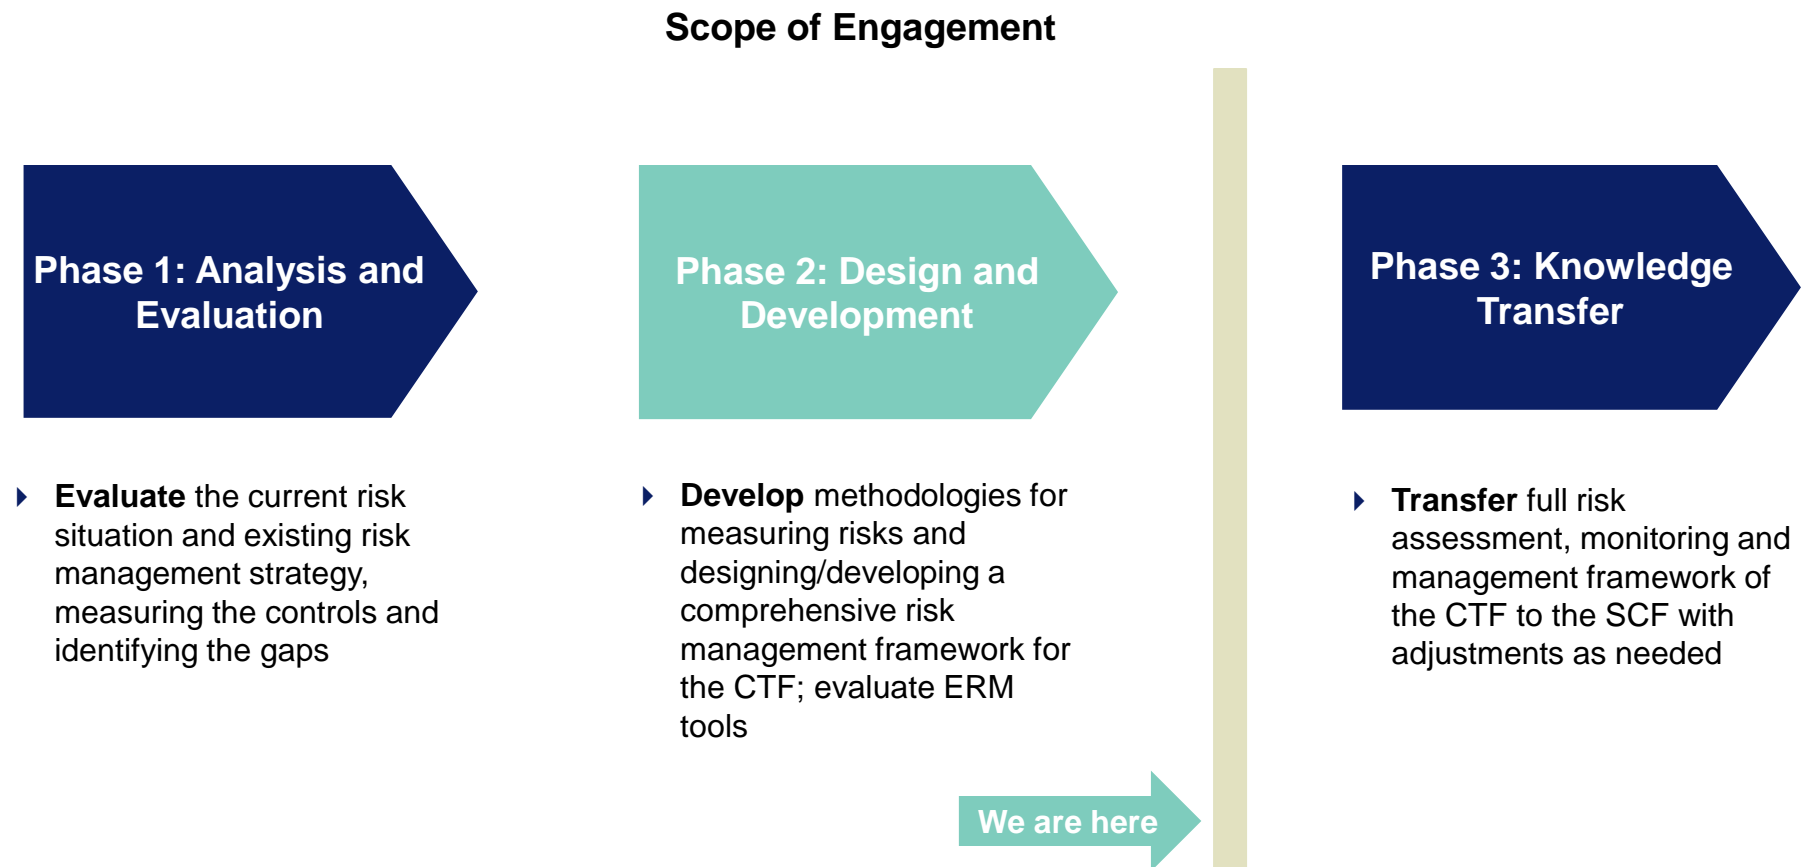 Scope of Engagement
Phase 1: Analysis and
Evaluation
Phase 2: Design and
Development
Phase 3: Knowledge
Transfer
Evaluate the current risk
situation and existing risk
management strategy,
measuring the controls and
identifying the gaps
Develop methodologies for
measuring risks and
designing/developing a
comprehensive risk
management framework for
the CTF; evaluate ERM
tools
Transfer full risk
assessment, monitoring and
management framework of
the CTF to the SCF with
adjustments as needed
We are here